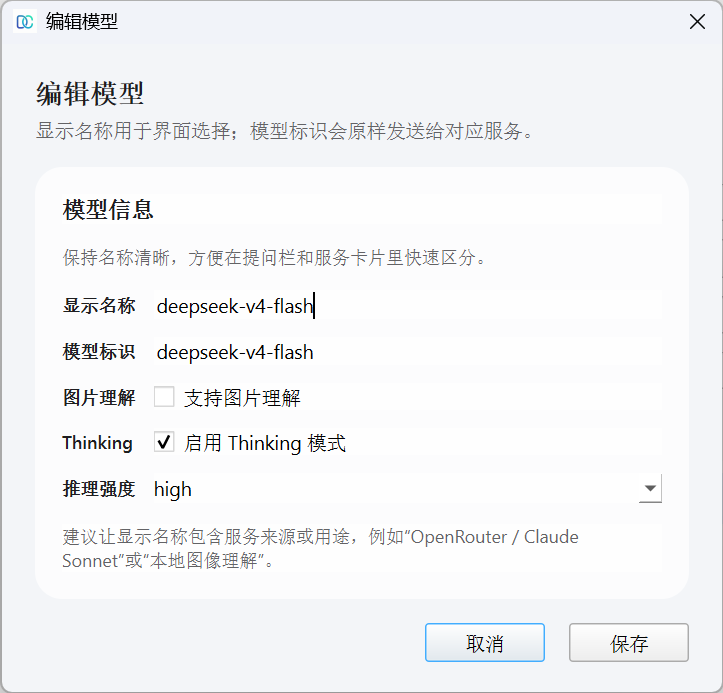 DC 编辑模型
编辑模型
显示名称用于界面选择；模型标识会原样发送给对应服务。
模型信息
保持名称清晰，方便在提问栏和服务卡片里快速区分。
显示名称 deepseek-v4-flash
模型标识 deepseek-v4-flash
图片理解 支持图片理解
Thinking 启用 Thinking 模式
推理强度 high
建议让显示名称包含服务来源或用途，例如“OpenRouter / Claude
Sonnet”或“本地图像理解”。
取消 保存